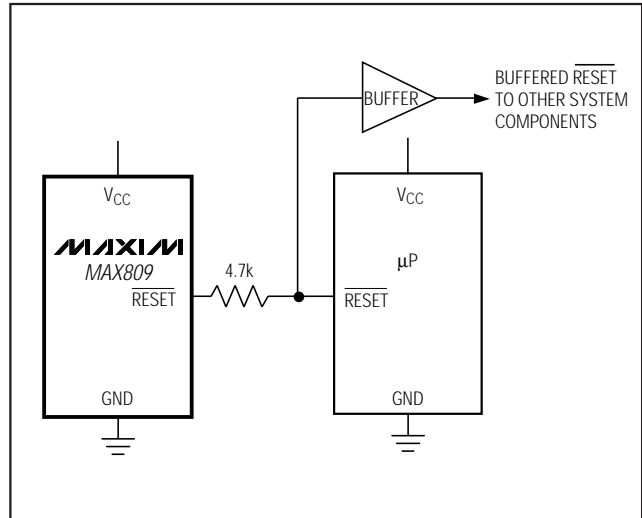 BUFFER
BUFFERED RESET
TO OTHER SYSTEM
COMPONENTS
VCC
MAXIM
MAX809
RESET
GND
4.7k
VCC
µP
RESET
GND